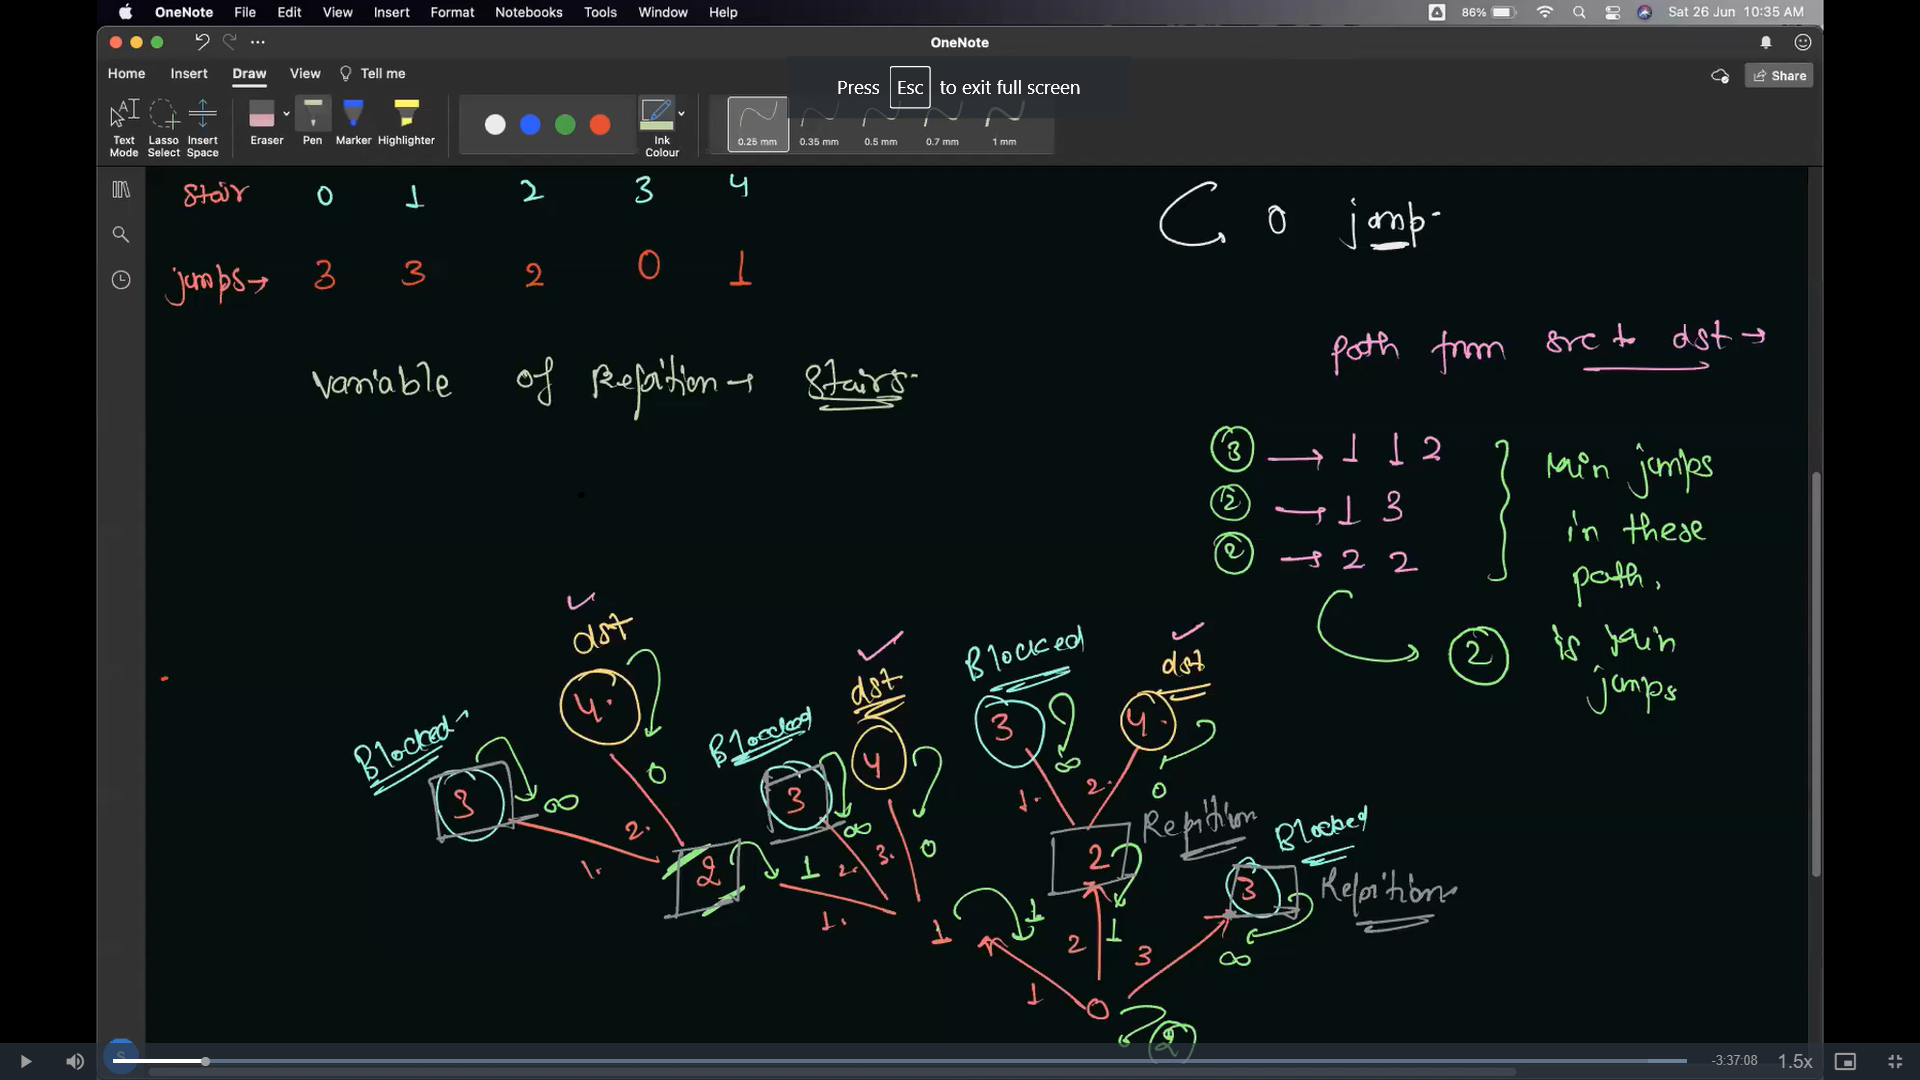 OneNote File Edit View Insert Format Notebooks Tools Window Help 86% Sat 26 Jun 10:35 AM
OneNote
Home Insert Draw View Tell me Share
Press Esc to exit full screen
Text Mode Lasso Select Insert Space Eraser Pen Marker Highlighter Ink Colour 0.25 mm 0.35 mm 0.5 mm 0.7 mm 1 mm
Stair 0 1 2 3 4
0 jump
jumps → 3 3 2 0 1
path from src to dst →
Variable of Repition → Stairs
3 → 1 1 2
2 → 1 3
2 → 2 2
min jumps
in these
path.
2 is min
jumps
dst
4
0
Blocked
3
∞
2.
1.
2
1
1.
Blocked
3
∞
2.
dst
4
0
3.
1
1
Blocked
3
∞
1.
dst
4
0
2.
2
Repition
1
Blocked
3
Repition
∞
1
2
3
0
2
S
-3:37:08 1.5x